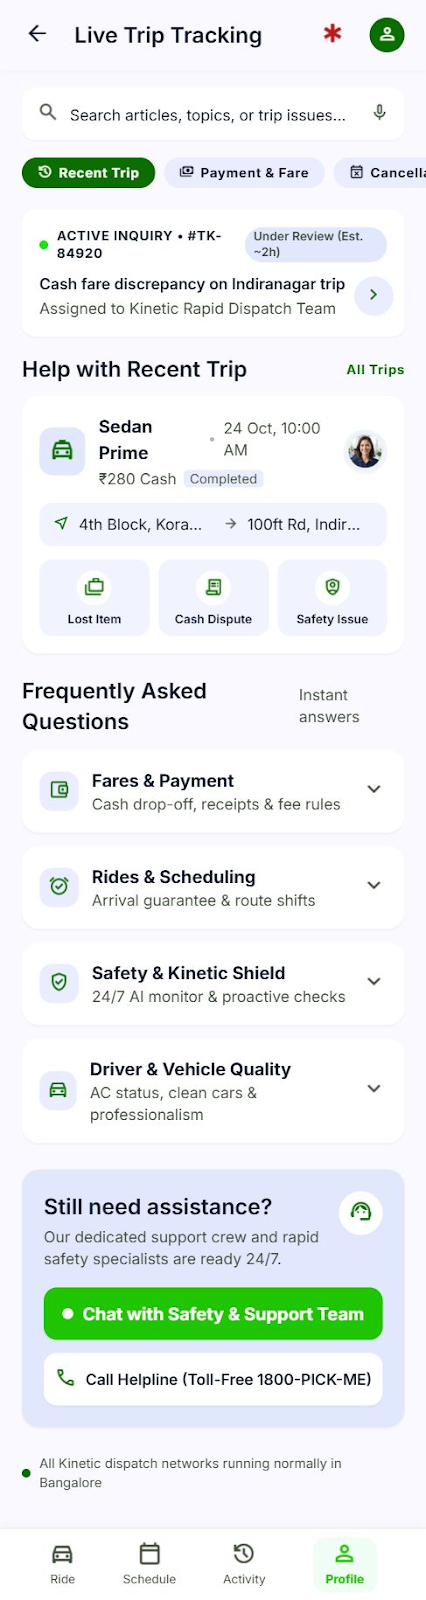 Live Trip Tracking
Search articles, topics, or trip issues...
Recent Trip
Payment & Fare
Cancella
ACTIVE INQUIRY • #TK-
84920
Under Review (Est.
~2h)
Cash fare discrepancy on Indiranagar trip
Assigned to Kinetic Rapid Dispatch Team
Help with Recent Trip
All Trips
Sedan
Prime
• 24 Oct, 10:00
AM
₹280 Cash
Completed
4th Block, Kora...
→ 100ft Rd, Indir...
Lost Item
Cash Dispute
Safety Issue
Frequently Asked
Questions
Instant
answers
Fares & Payment
Cash drop-off, receipts & fee rules
Rides & Scheduling
Arrival guarantee & route shifts
Safety & Kinetic Shield
24/7 AI monitor & proactive checks
Driver & Vehicle Quality
AC status, clean cars &
professionalism
Still need assistance?
Our dedicated support crew and rapid
safety specialists are ready 24/7.
Chat with Safety & Support Team
Call Helpline (Toll-Free 1800-PICK-ME)
All Kinetic dispatch networks running normally in
Bangalore
Ride
Schedule
Activity
Profile